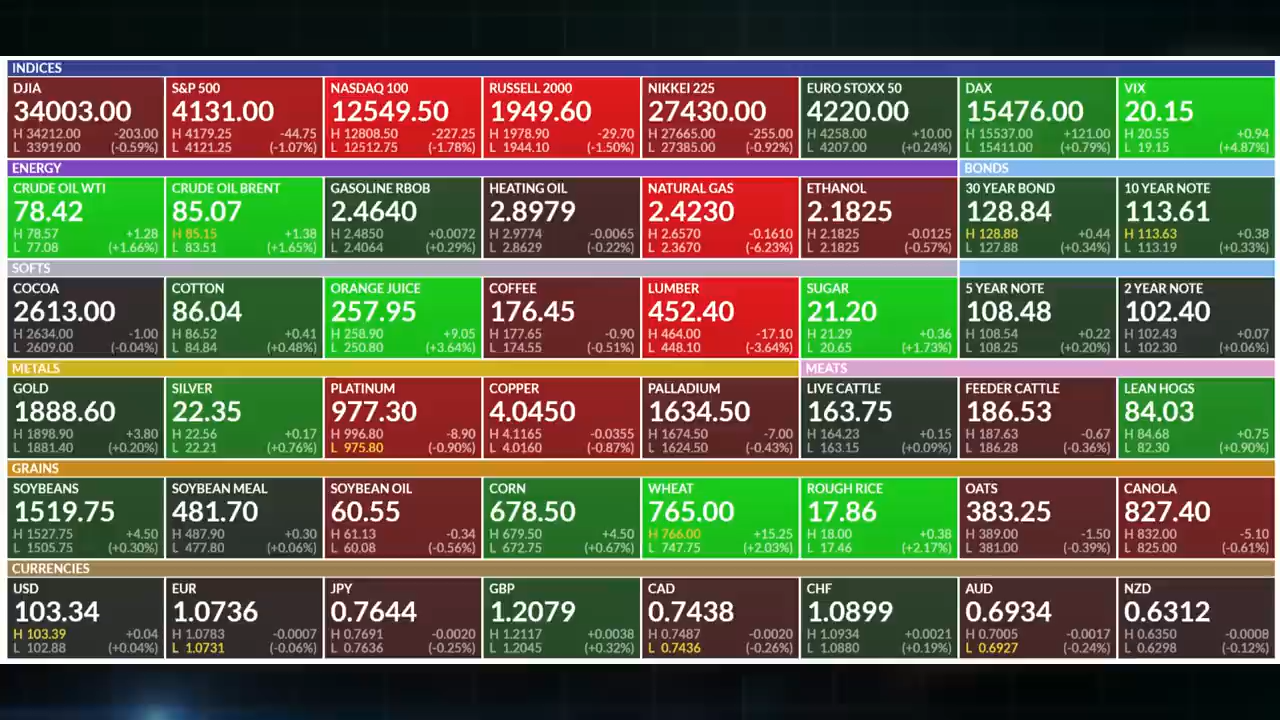 INDICES
DJIA S&P 500 NASDAQ 100 RUSSELL 2000 NIKKEI 225 EURO STOXX 50 DAX VIX
34003.00 4131.00 12549.50 1949.60 27430.00 4220.00 15476.00 20.15
H 34212.00 -203.00 H 4179.25 -44.75 H 12808.50 -227.25 H 1978.90 -29.70 H 27665.00 -255.00 H 4258.00 +10.00 H 15537.00 +121.00 H 20.55 +0.94
L 33919.00 (-0.59%) L 4121.25 (-1.07%) L 12512.75 (-1.78%) L 1944.10 (-1.50%) L 27385.00 (-0.92%) L 4207.00 (+0.24%) L 15411.00 (+0.79%) L 19.15 (+4.87%)
ENERGY BONDS
CRUDE OIL WTI CRUDE OIL BRENT GASOLINE RBOB HEATING OIL NATURAL GAS ETHANOL 30 YEAR BOND 10 YEAR NOTE
78.42 85.07 2.4640 2.8979 2.4230 2.1825 128.84 113.61
H 78.57 +1.28 H 85.15 +1.38 H 2.4850 +0.0072 H 2.9774 -0.0065 H 2.6570 -0.1610 H 2.1825 -0.0125 H 128.88 +0.44 H 113.63 +0.38
L 77.08 (+1.66%) L 83.51 (+1.65%) L 2.4064 (+0.29%) L 2.8629 (-0.22%) L 2.3670 (-6.23%) L 2.1825 (-0.57%) L 127.88 (+0.34%) L 113.19 (+0.33%)
SOFTS
COCOA COTTON ORANGE JUICE COFFEE LUMBER SUGAR 5 YEAR NOTE 2 YEAR NOTE
2613.00 86.04 257.95 176.45 452.40 21.20 108.48 102.40
H 2634.00 -1.00 H 86.52 +0.41 H 258.90 +9.05 H 177.65 -0.90 H 464.00 -17.10 H 21.29 +0.36 H 108.54 +0.22 H 102.43 +0.07
L 2609.00 (-0.04%) L 84.84 (+0.48%) L 250.80 (+3.64%) L 174.55 (-0.51%) L 448.10 (-3.64%) L 20.65 (+1.73%) L 108.25 (+0.20%) L 102.30 (+0.06%)
METALS MEATS
GOLD SILVER PLATINUM COPPER PALLADIUM LIVE CATTLE FEEDER CATTLE LEAN HOGS
1888.60 22.35 977.30 4.0450 1634.50 163.75 186.53 84.03
H 1898.90 +3.80 H 22.56 +0.17 H 996.80 -8.90 H 4.1165 -0.0355 H 1674.50 -7.00 H 164.23 +0.15 H 187.63 -0.67 H 84.68 +0.75
L 1881.40 (+0.20%) L 22.21 (+0.76%) L 975.80 (-0.90%) L 4.0160 (-0.87%) L 1624.50 (-0.43%) L 163.15 (+0.09%) L 186.28 (-0.36%) L 82.30 (+0.90%)
GRAINS
SOYBEANS SOYBEAN MEAL SOYBEAN OIL CORN WHEAT ROUGH RICE OATS CANOLA
1519.75 481.70 60.55 678.50 765.00 17.86 383.25 827.40
H 1527.75 +4.50 H 487.90 +0.30 H 61.13 -0.34 H 679.50 +4.50 H 766.00 +15.25 H 18.00 +0.38 H 389.00 -1.50 H 832.00 -5.10
L 1505.75 (+0.30%) L 477.80 (+0.06%) L 60.08 (-0.56%) L 672.75 (+0.67%) L 747.75 (+2.03%) L 17.46 (+2.17%) L 381.00 (-0.39%) L 825.00 (-0.61%)
CURRENCIES
USD EUR JPY GBP CAD CHF AUD NZD
103.34 1.0736 0.7644 1.2079 0.7438 1.0899 0.6934 0.6312
H 103.39 +0.04 H 1.0783 -0.0007 H 0.7691 -0.0020 H 1.2117 +0.0038 H 0.7487 -0.0020 H 1.0934 +0.0021 H 0.7005 -0.0017 H 0.6350 -0.0008
L 102.88 (+0.04%) L 1.0731 (-0.06%) L 0.7636 (-0.25%) L 1.2045 (+0.32%) L 0.7436 (-0.26%) L 1.0880 (+0.19%) L 0.6927 (-0.24%) L 0.6298 (-0.12%)